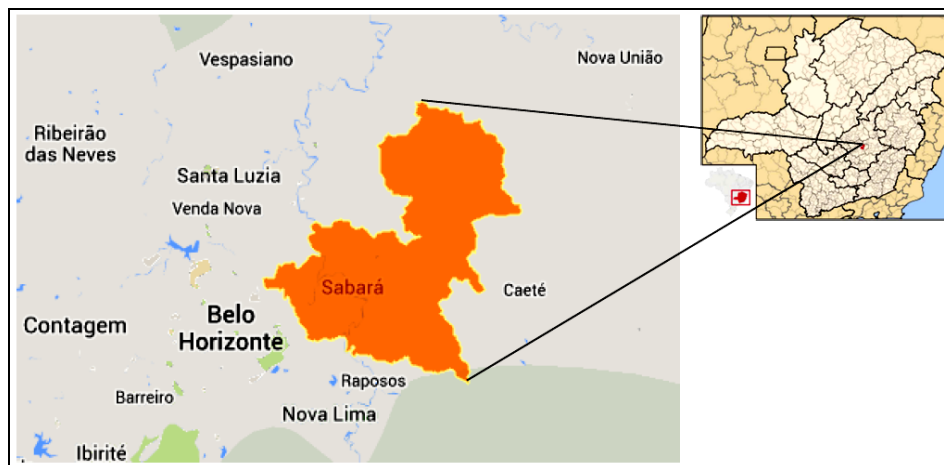 Vespasiano
Nova União
Ribeirão
das Neves
Santa Luzia
Venda Nova
Sabará
Caeté
Belo
Horizonte
Contagem
Raposos
Barreiro
Nova Lima
Ibirité